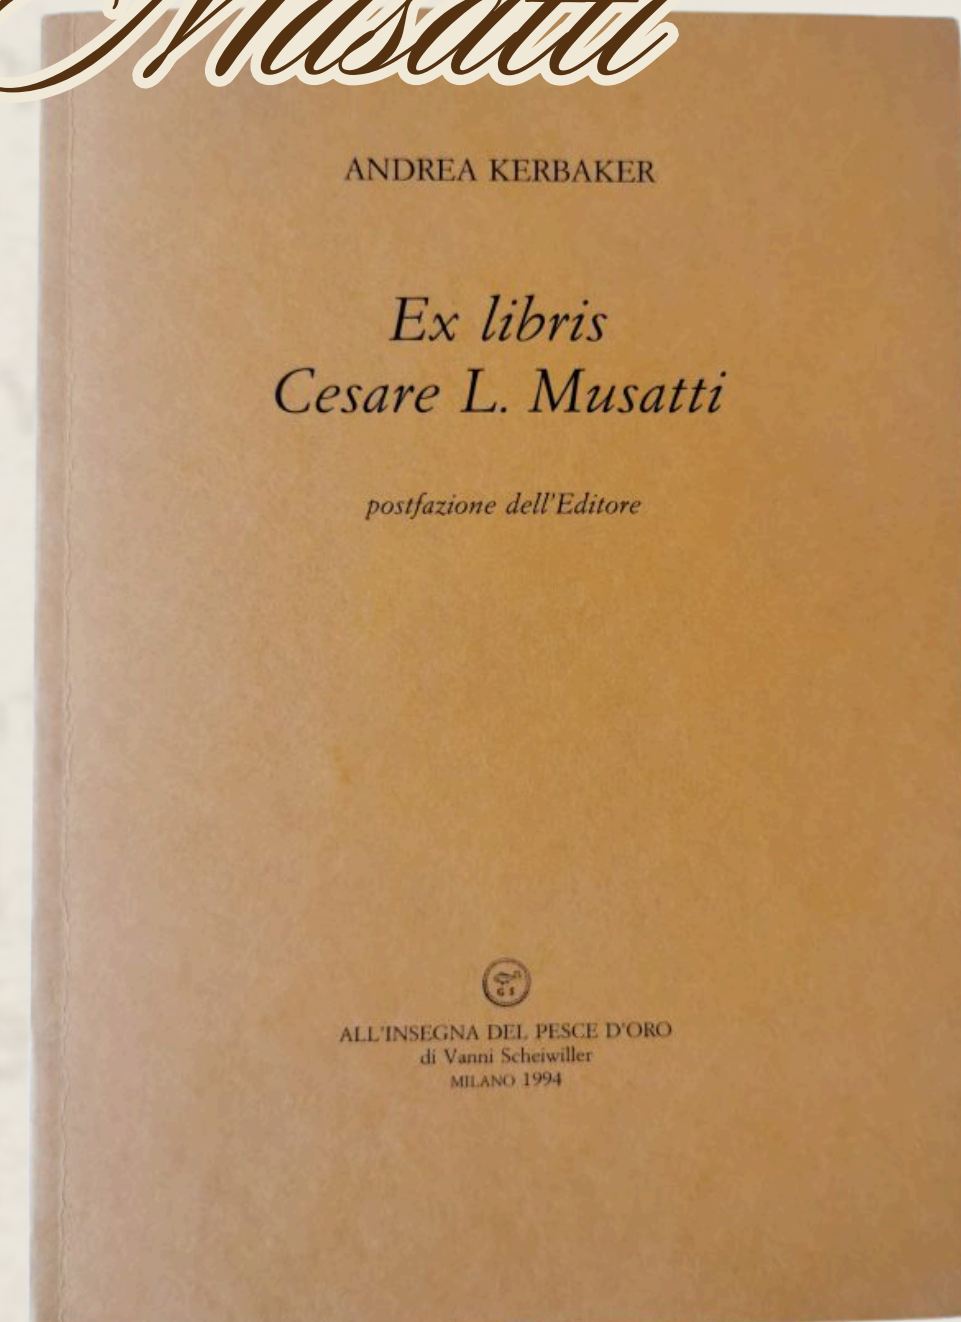 Musatti
ANDREA KERBAKER
Ex libris
Cesare L. Musatti
postfazione dell'Editore
G S
ALL'INSEGNA DEL PESCE D'ORO
di Vanni Scheiwiller
MILANO 1994